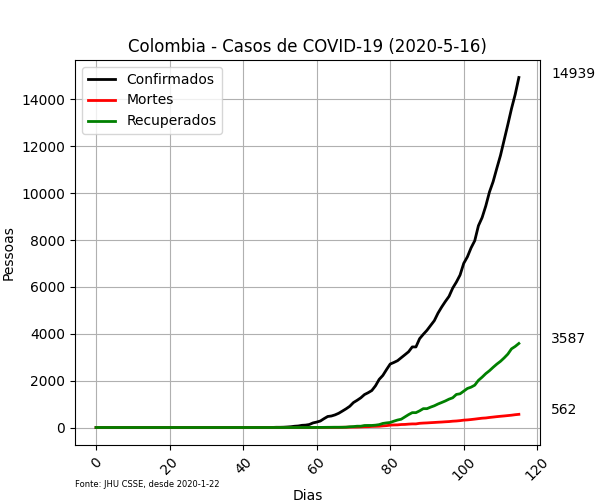 Colombia - Casos de COVID-19 (2020-5-16)
Confirmados
Mortes
Recuperados
14939
3587
562
Pessoas
14000
12000
10000
8000
6000
4000
2000
0
0 20 40 60 80 100 120
Fonte: JHU CSSE, desde 2020-1-22
Dias